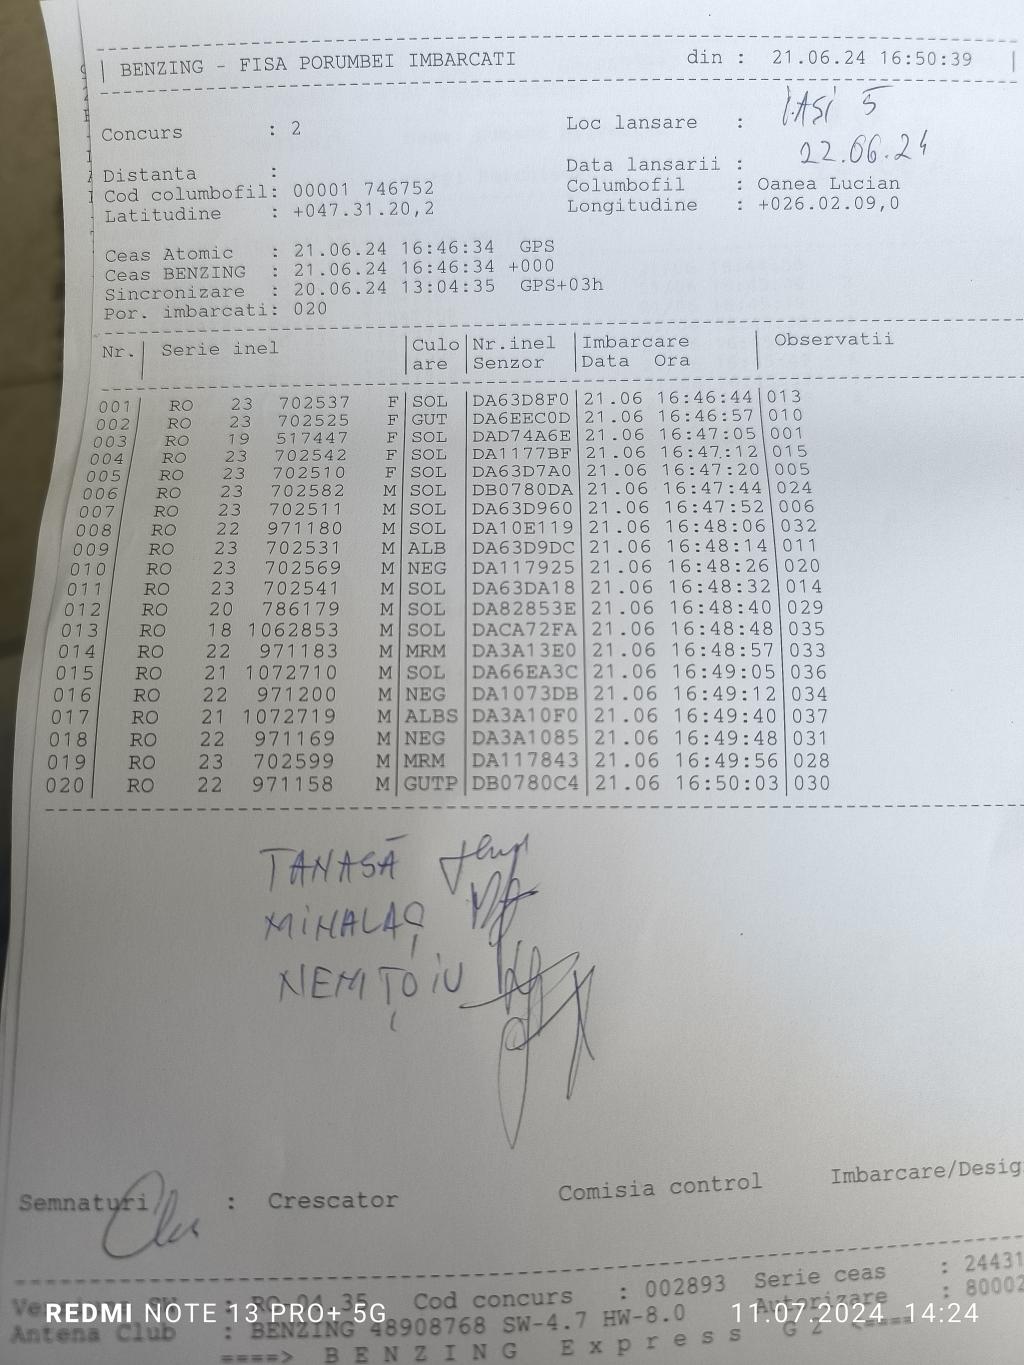 BENZING - FISA PORUMBEI IMBARCATI din : 21.06.24 16:50:39
Concurs : 2 Loc lansare : IASI 5
Distanta : Data lansarii : 22.06.24
Cod columbofil: 00001 746752 Columbofil : Oanea Lucian
Latitudine : +047.31.20,2 Longitudine : +026.02.09,0
Ceas Atomic : 21.06.24 16:46:34 GPS
Ceas BENZING : 21.06.24 16:46:34 +000
Sincronizare : 20.06.24 13:04:35 GPS+03h
Por. imbarcati: 020
Nr. Serie inel Culo Nr.inel Imbarcare Observatii
are Senzor Data Ora
001 RO 23 702537 F SOL DA63D8F0 21.06 16:46:44 013
002 RO 23 702525 F GUT DA6EEC0D 21.06 16:46:57 010
003 RO 19 517447 F SOL DAD74A6E 21.06 16:47:05 001
004 RO 23 702542 F SOL DA1177BF 21.06 16:47:12 015
005 RO 23 702510 F SOL DA63D7A0 21.06 16:47:20 005
006 RO 23 702582 M SOL DB0780DA 21.06 16:47:44 024
007 RO 23 702511 M SOL DA63D960 21.06 16:47:52 006
008 RO 22 971180 M SOL DA10E119 21.06 16:48:06 032
009 RO 23 702531 M ALB DA63D9DC 21.06 16:48:14 011
010 RO 23 702569 M NEG DA117925 21.06 16:48:26 020
011 RO 23 702541 M SOL DA63DA18 21.06 16:48:32 014
012 RO 20 786179 M SOL DA82853E 21.06 16:48:40 029
013 RO 18 1062853 M SOL DACA72FA 21.06 16:48:48 035
014 RO 22 971183 M MRM DA3A13E0 21.06 16:48:57 033
015 RO 21 1072710 M SOL DA66EA3C 21.06 16:49:05 036
016 RO 22 971200 M NEG DA1073DB 21.06 16:49:12 034
017 RO 21 1072719 M ALBS DA3A10F0 21.06 16:49:40 037
018 RO 22 971169 M NEG DA3A1085 21.06 16:49:48 031
019 RO 23 702599 M MRM DA117843 21.06 16:49:56 028
020 RO 22 971158 M GUTP DB0780C4 21.06 16:50:03 030
TANASĂ
MIHALAȘ
NEMȚOIU
Semnaturi : Crescator Comisia control Imbarcare/Desig
Cod concurs : 002893 Serie ceas : 24431
Autorizare : 80002
Antena Club : BENZING 48908768 SW-4.7 HW-8.0
====> BENZING Express G2 <====
REDMI NOTE 13 PRO+ 5G 11.07.2024 14:24